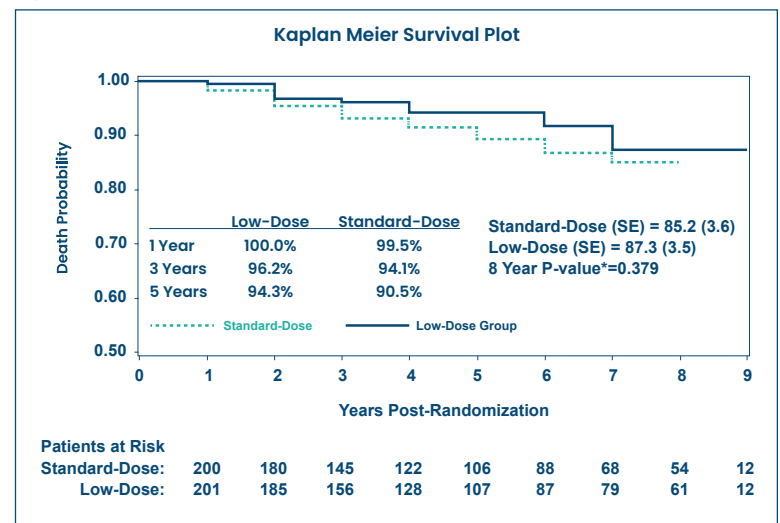 Kaplan Meier Survival Plot
Death Probability
1.00
0.90
0.80
0.70
0.60
0.50
Low-Dose Standard-Dose
1 Year 100.0% 99.5%
3 Years 96.2% 94.1%
5 Years 94.3% 90.5%
Standard-Dose (SE) = 85.2 (3.6)
Low-Dose (SE) = 87.3 (3.5)
8 Year P-value*=0.379
Standard-Dose Low-Dose Group
0 1 2 3 4 5 6 7 8 9
Years Post-Randomization
Patients at Risk
Standard-Dose: 200 180 145 122 106 88 68 54 12
Low-Dose: 201 185 156 128 107 87 79 61 12